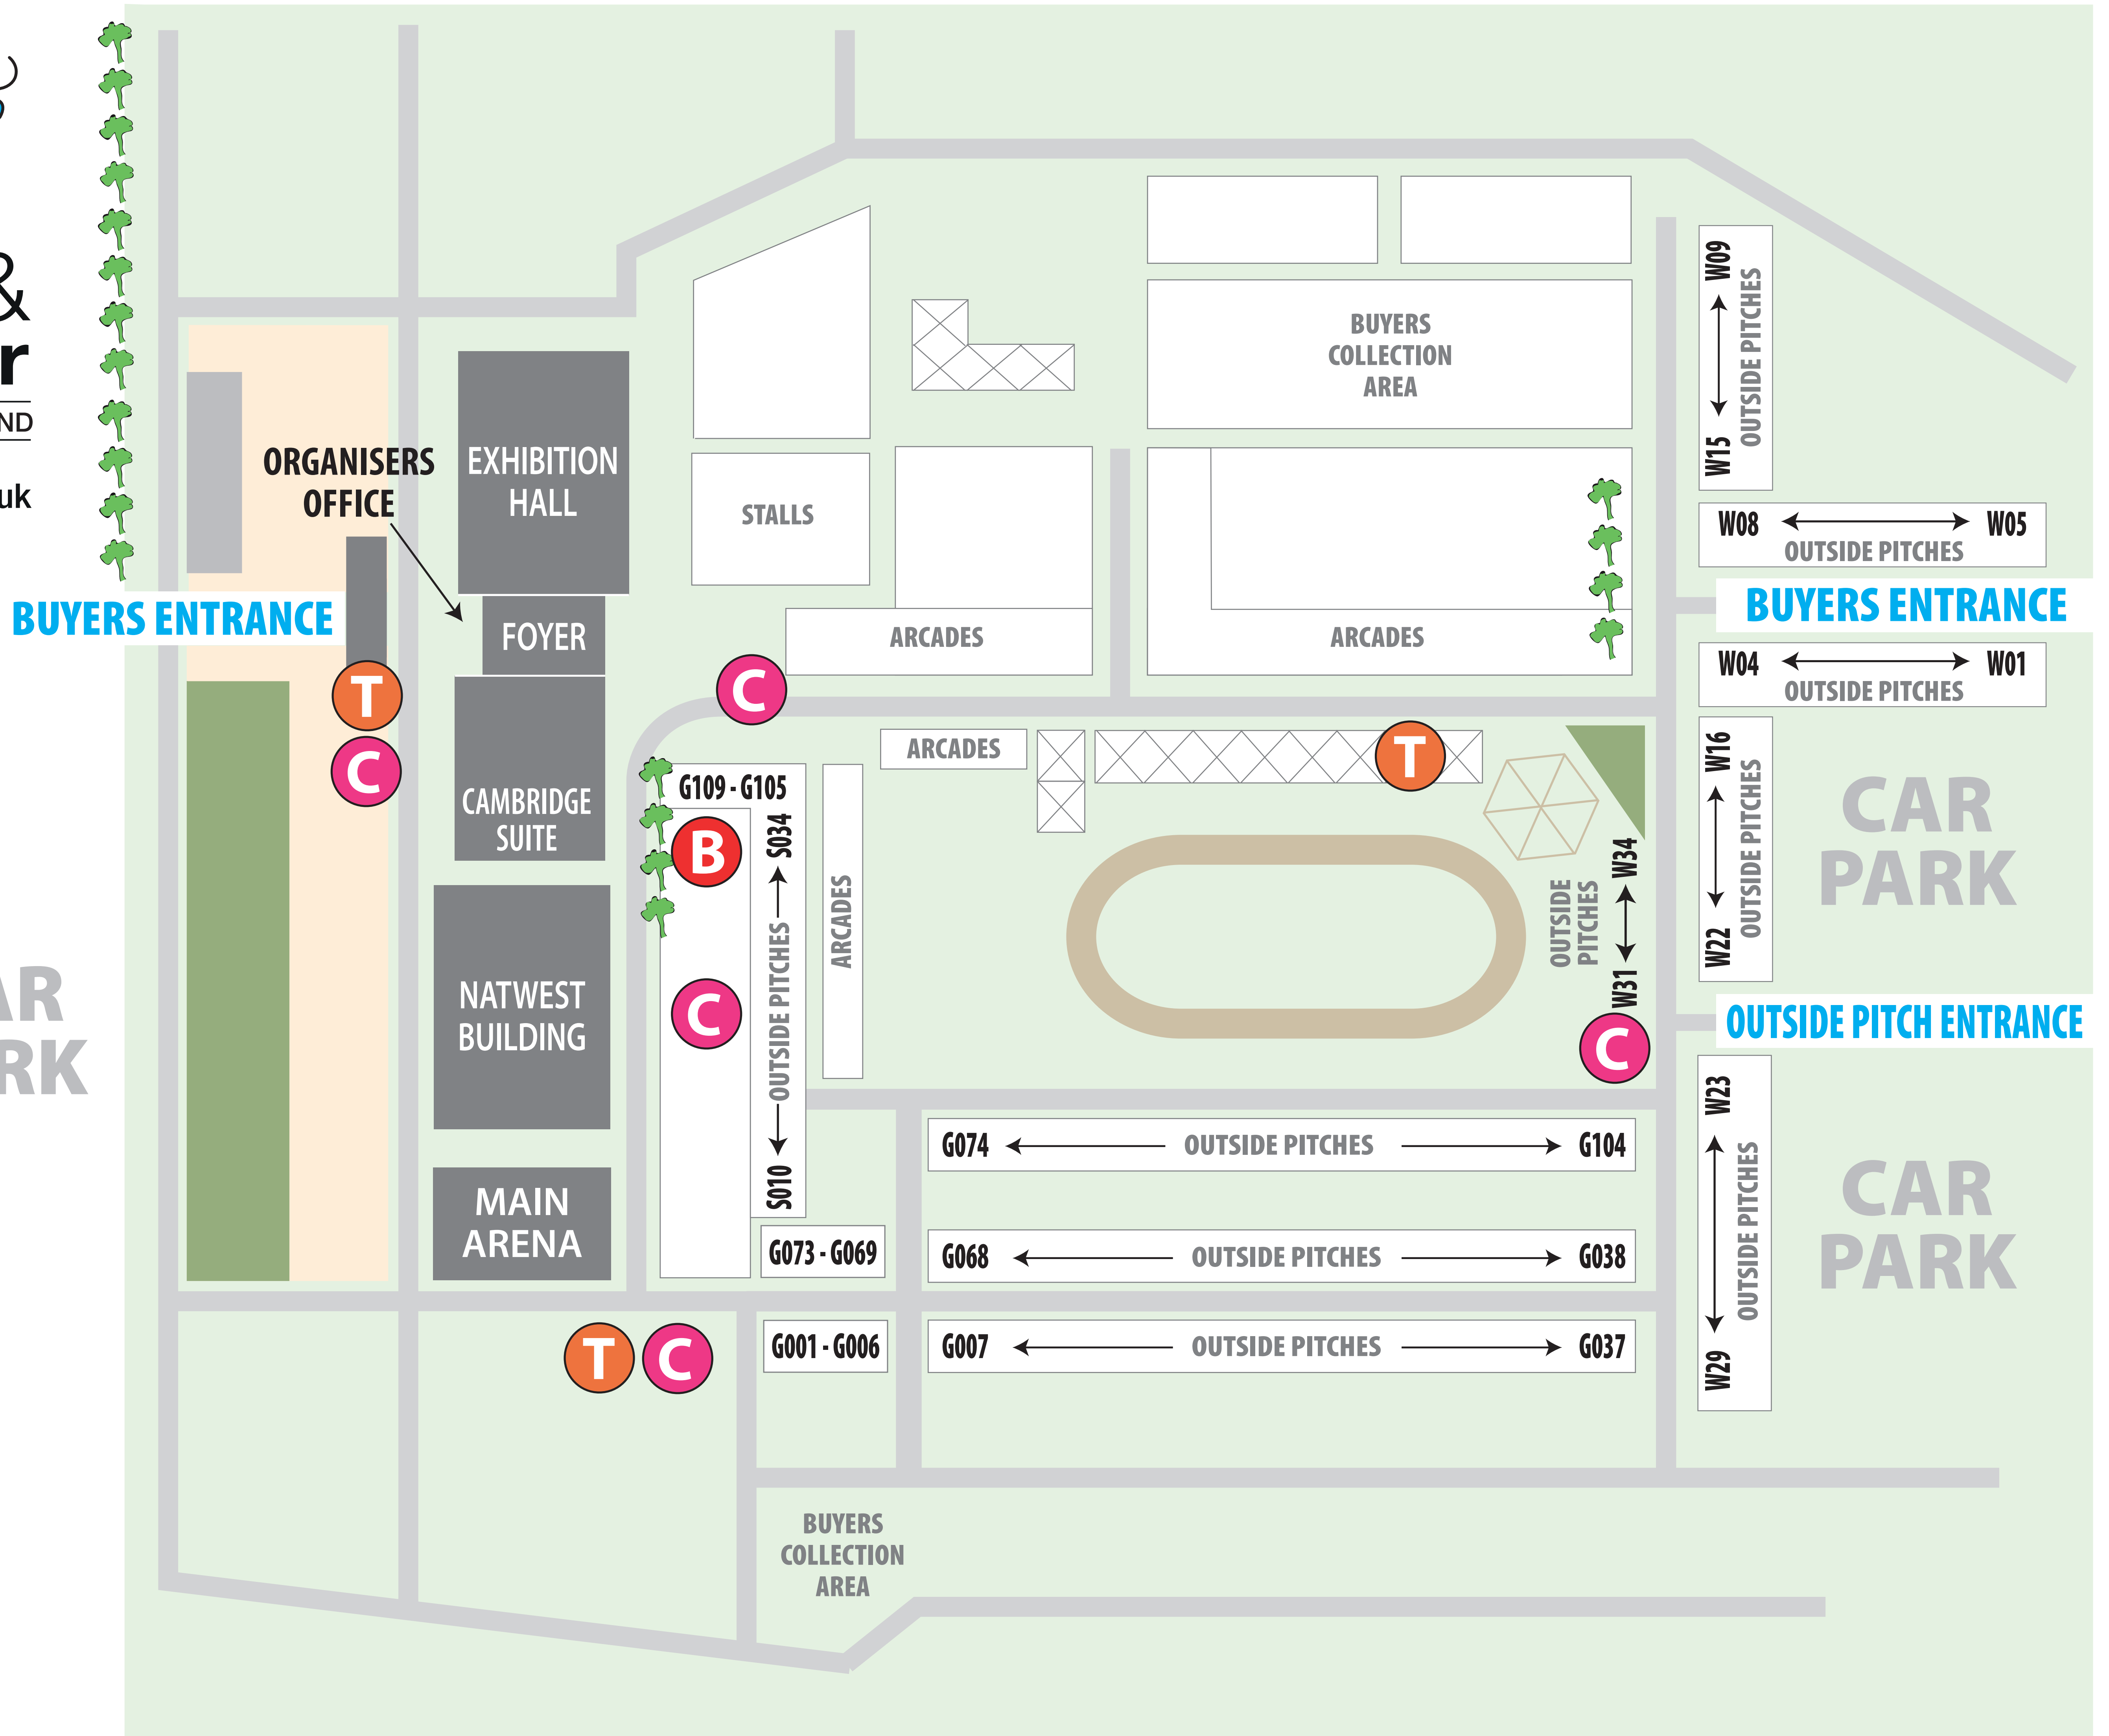 &
r
ND
uk
W09
OUTSIDE PITCHES
W15
BUYERS
COLLECTION
AREA
ORGANISERS
OFFICE
EXHIBITION
HALL
STALLS
W08
W05
OUTSIDE PITCHES
BUYERS ENTRANCE
FOYER
ARCADES
ARCADES
BUYERS ENTRANCE
W04
W01
OUTSIDE PITCHES
T
C
C
CAMBRIDGE
SUITE
G109 - G105
ARCADES
T
W16
OUTSIDE PITCHES
W22
CAR
PARK
B
S034
OUTSIDE PITCHES
S010
ARCADES
W34
OUTSIDE
PITCHES
W31
C
C
AR
RK
NATWEST
BUILDING
OUTSIDE PITCH ENTRANCE
W23
OUTSIDE PITCHES
W29
CAR
PARK
G074
OUTSIDE PITCHES
G104
MAIN
ARENA
G073 - G069
G068
OUTSIDE PITCHES
G038
T
C
G001 - G006
G007
OUTSIDE PITCHES
G037
BUYERS
COLLECTION
AREA